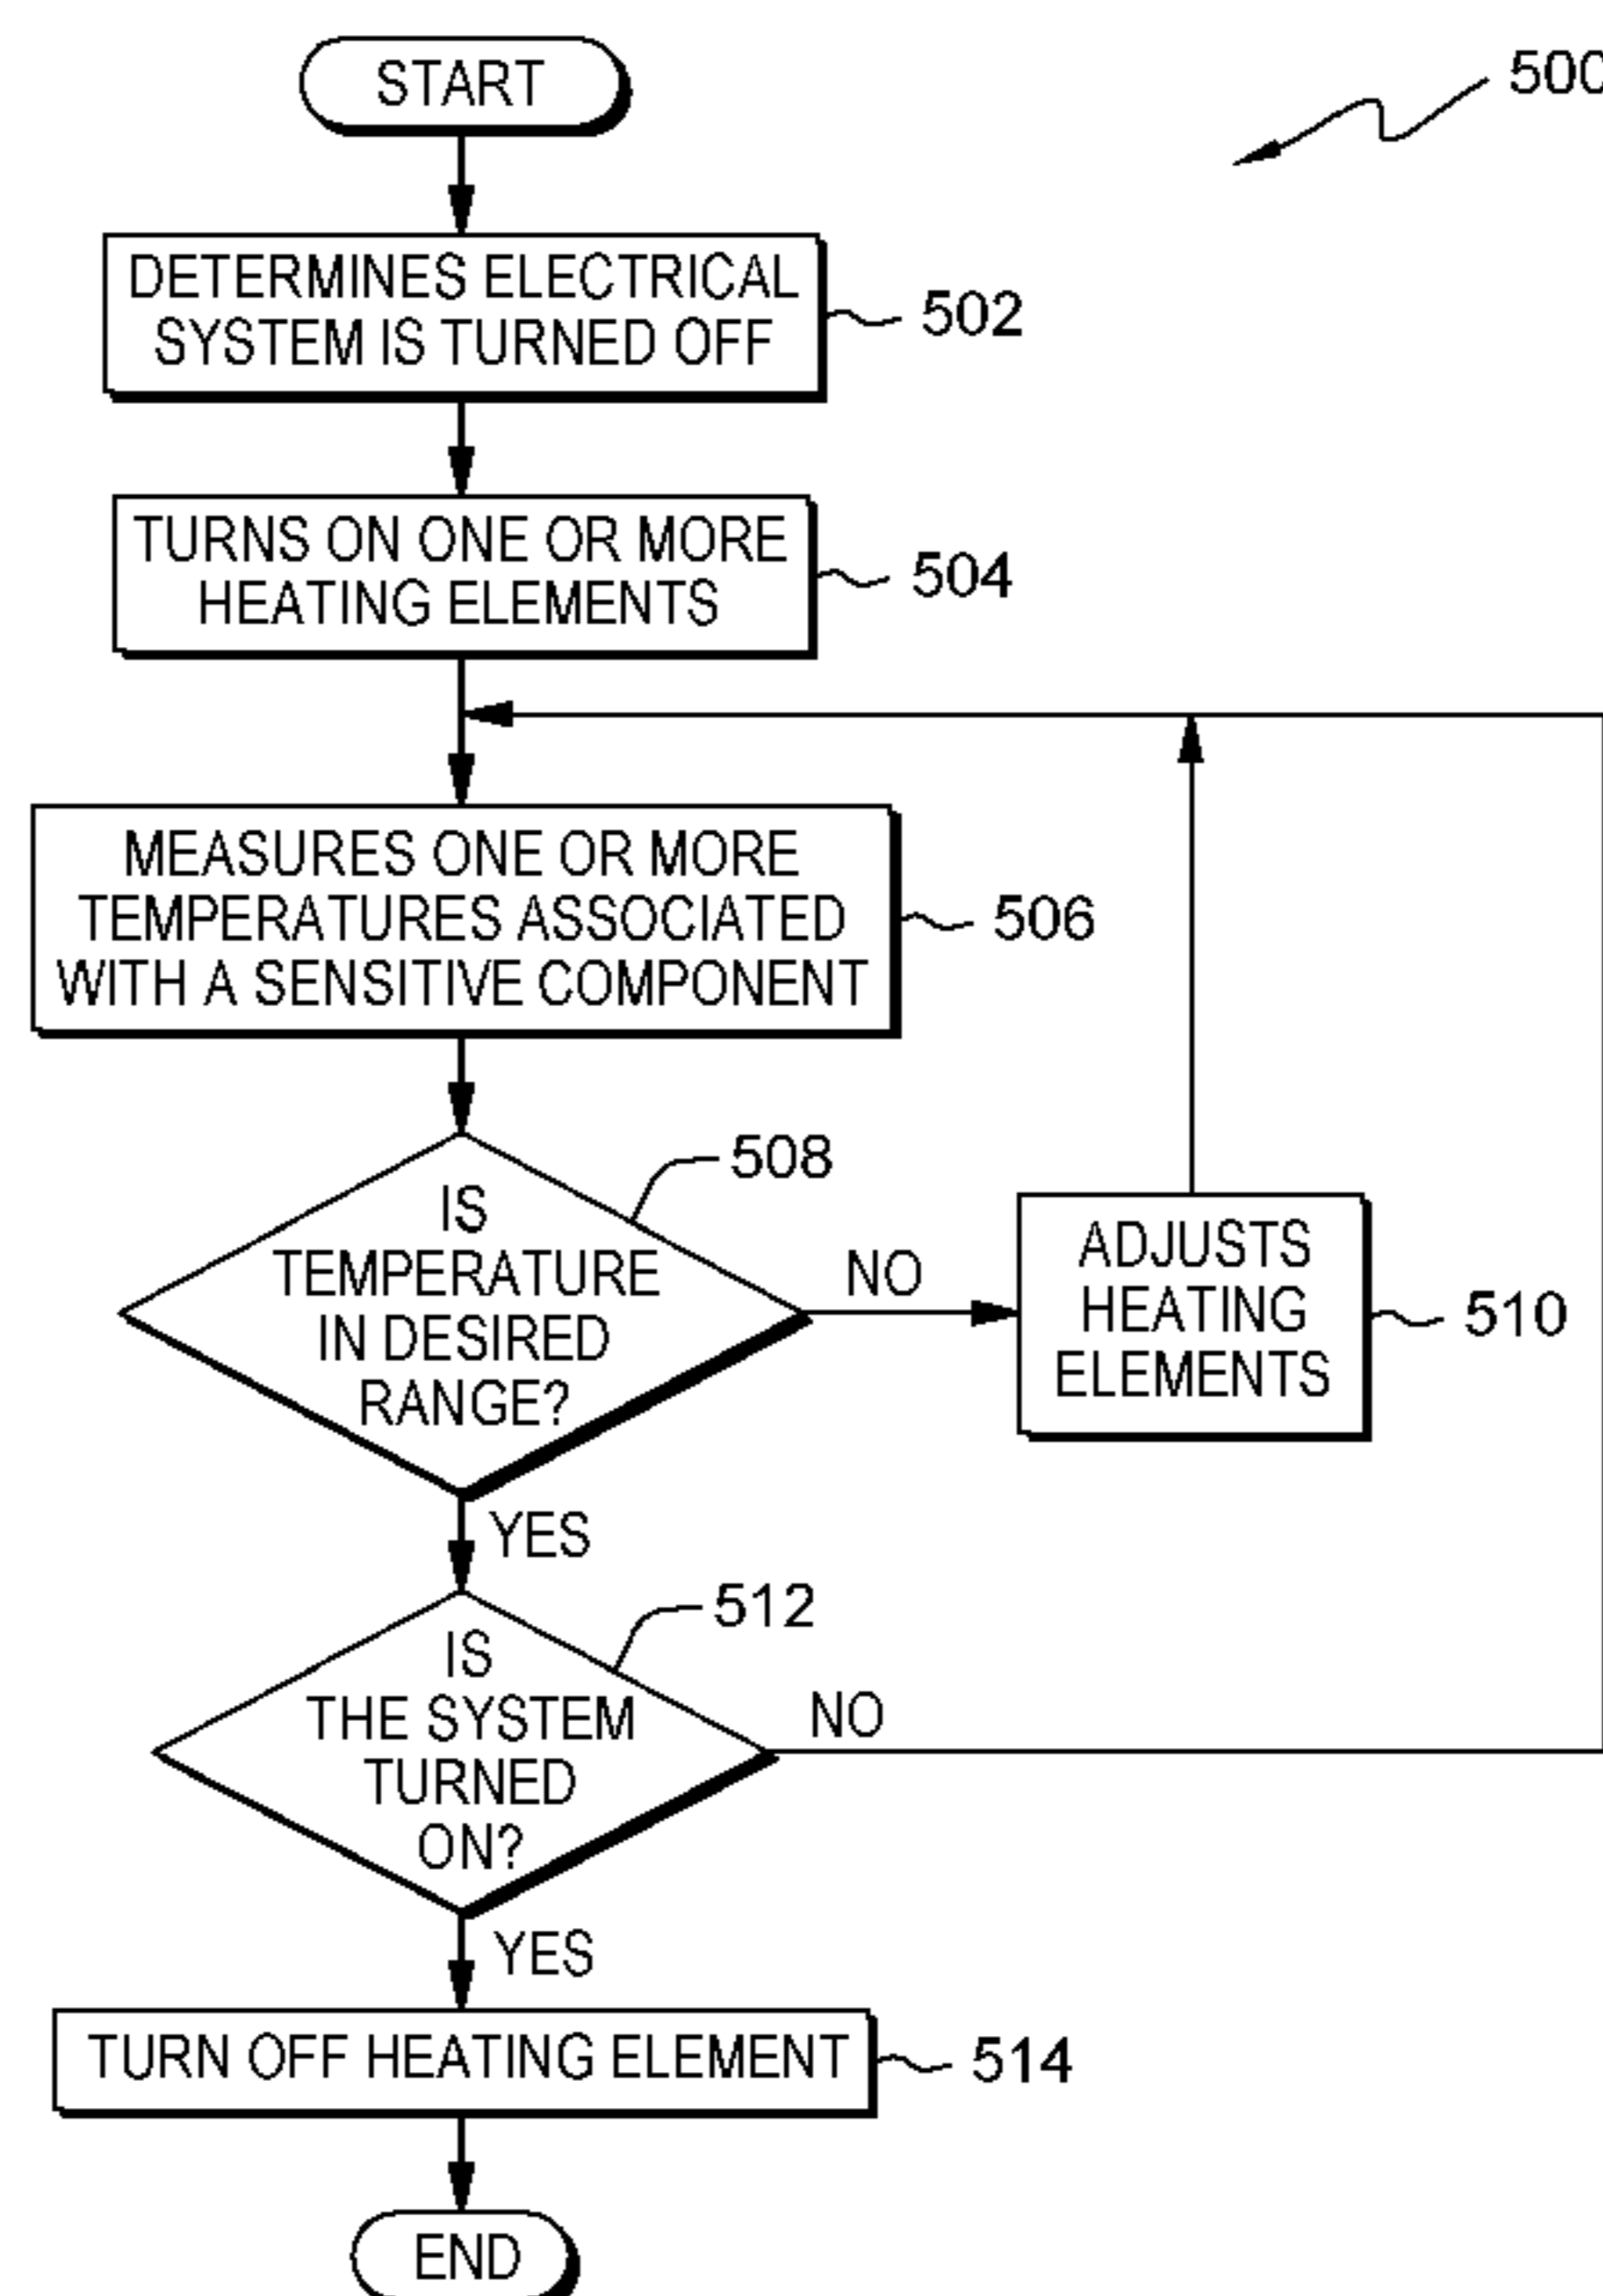 START
500
DETERMINES ELECTRICAL
SYSTEM IS TURNED OFF
502
TURNS ON ONE OR MORE
HEATING ELEMENTS
504
MEASURES ONE OR MORE
TEMPERATURES ASSOCIATED
WITH A SENSITIVE COMPONENT
506
508
IS
TEMPERATURE
IN DESIRED
RANGE?
NO
ADJUSTS
HEATING
ELEMENTS
510
YES
512
IS
THE SYSTEM
TURNED
ON?
NO
YES
TURN OFF HEATING ELEMENT
514
END